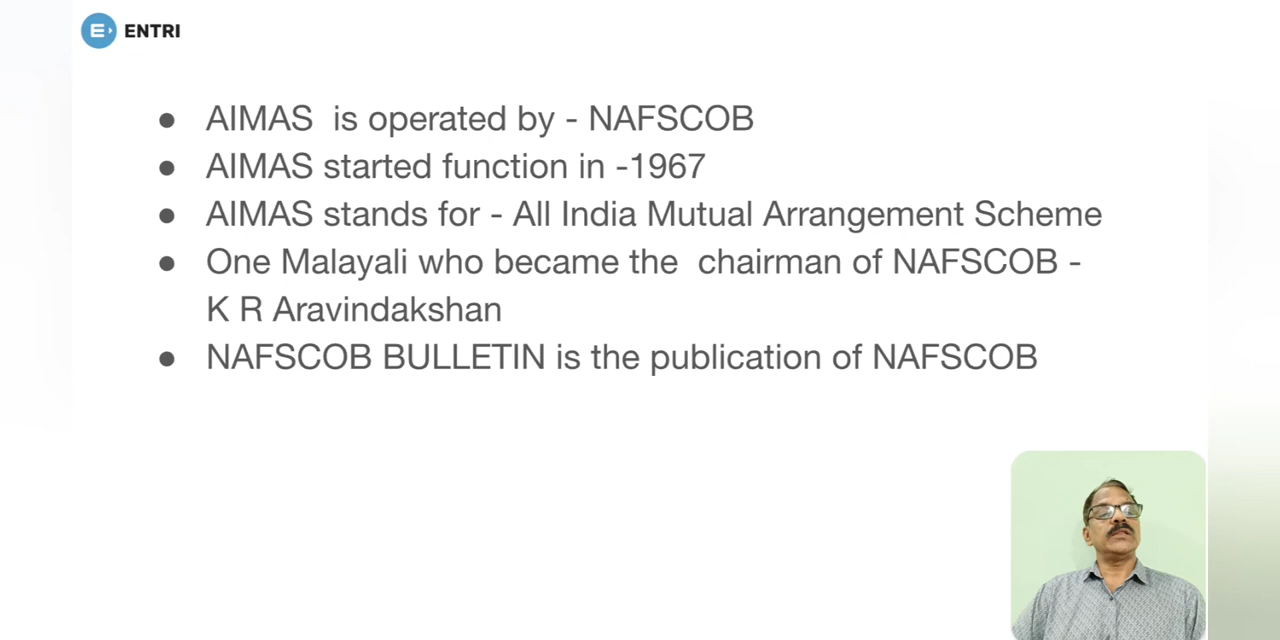 ENTRI
● AIMAS is operated by - NAFSCOB
● AIMAS started function in -1967
● AIMAS stands for - All India Mutual Arrangement Scheme
● One Malayali who became the chairman of NAFSCOB -
K R Aravindakshan
● NAFSCOB BULLETIN is the publication of NAFSCOB